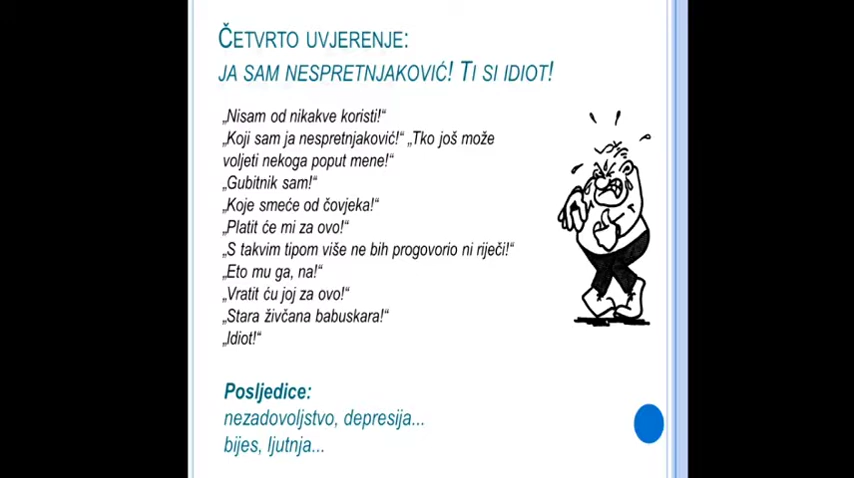 ČETVRTO UVJERENJE:
JA SAM NESPRETNJAKOVIĆ! TI SI IDIOT!
„Nisam od nikakve koristi!“
„Koji sam ja nespretnjaković!“ „Tko još može
voljeti nekoga poput mene!“
„Gubitnik sam!“
„Koje smeće od čovjeka!“
„Platit će mi za ovo!“
„S takvim tipom više ne bih progovorio ni riječi!“
„Eto mu ga, na!“
„Vratit ću joj za ovo!“
„Stara živčana babuskara!“
„Idiot!“
Posljedice:
nezadovoljstvo, depresija...
bijes, ljutnja...